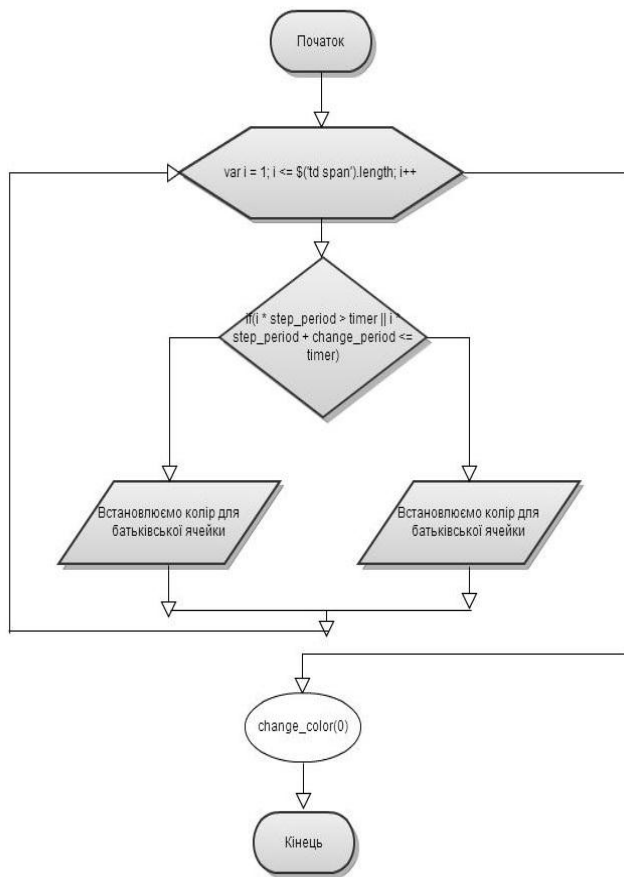 Початок
var i = 1; i <= $('td span').length; i++
if(i * step_period > timer || i *
step_period + change_period <=
timer)
Встановлюємо колір для
батьківської ячейки
Встановлюємо колір для
батьківської ячейки
change_color(0)
Кінець